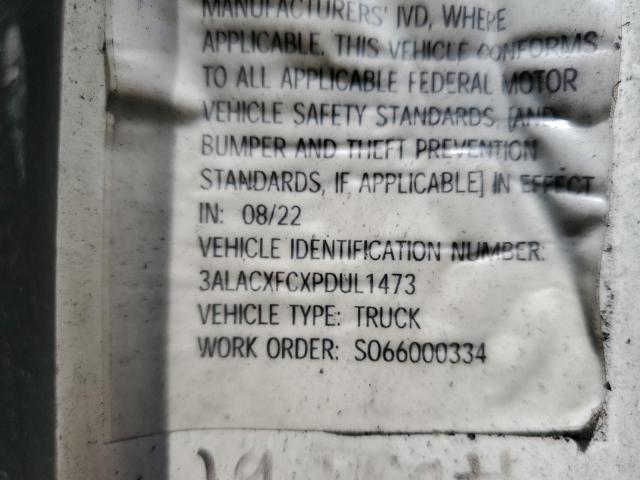 MANUFACTURERS' IVD, WHERE
APPLICABLE. THIS VEHICLE CONFORMS
TO ALL APPLICABLE FEDERAL MOTOR
VEHICLE SAFETY STANDARDS, [AND
BUMPER AND THEFT PREVENTION
STANDARDS, IF APPLICABLE] IN EFFECT
IN: 08/22
VEHICLE IDENTIFICATION NUMBER:
3ALACXFCXPDUL1473
VEHICLE TYPE: TRUCK
WORK ORDER: SO66000334